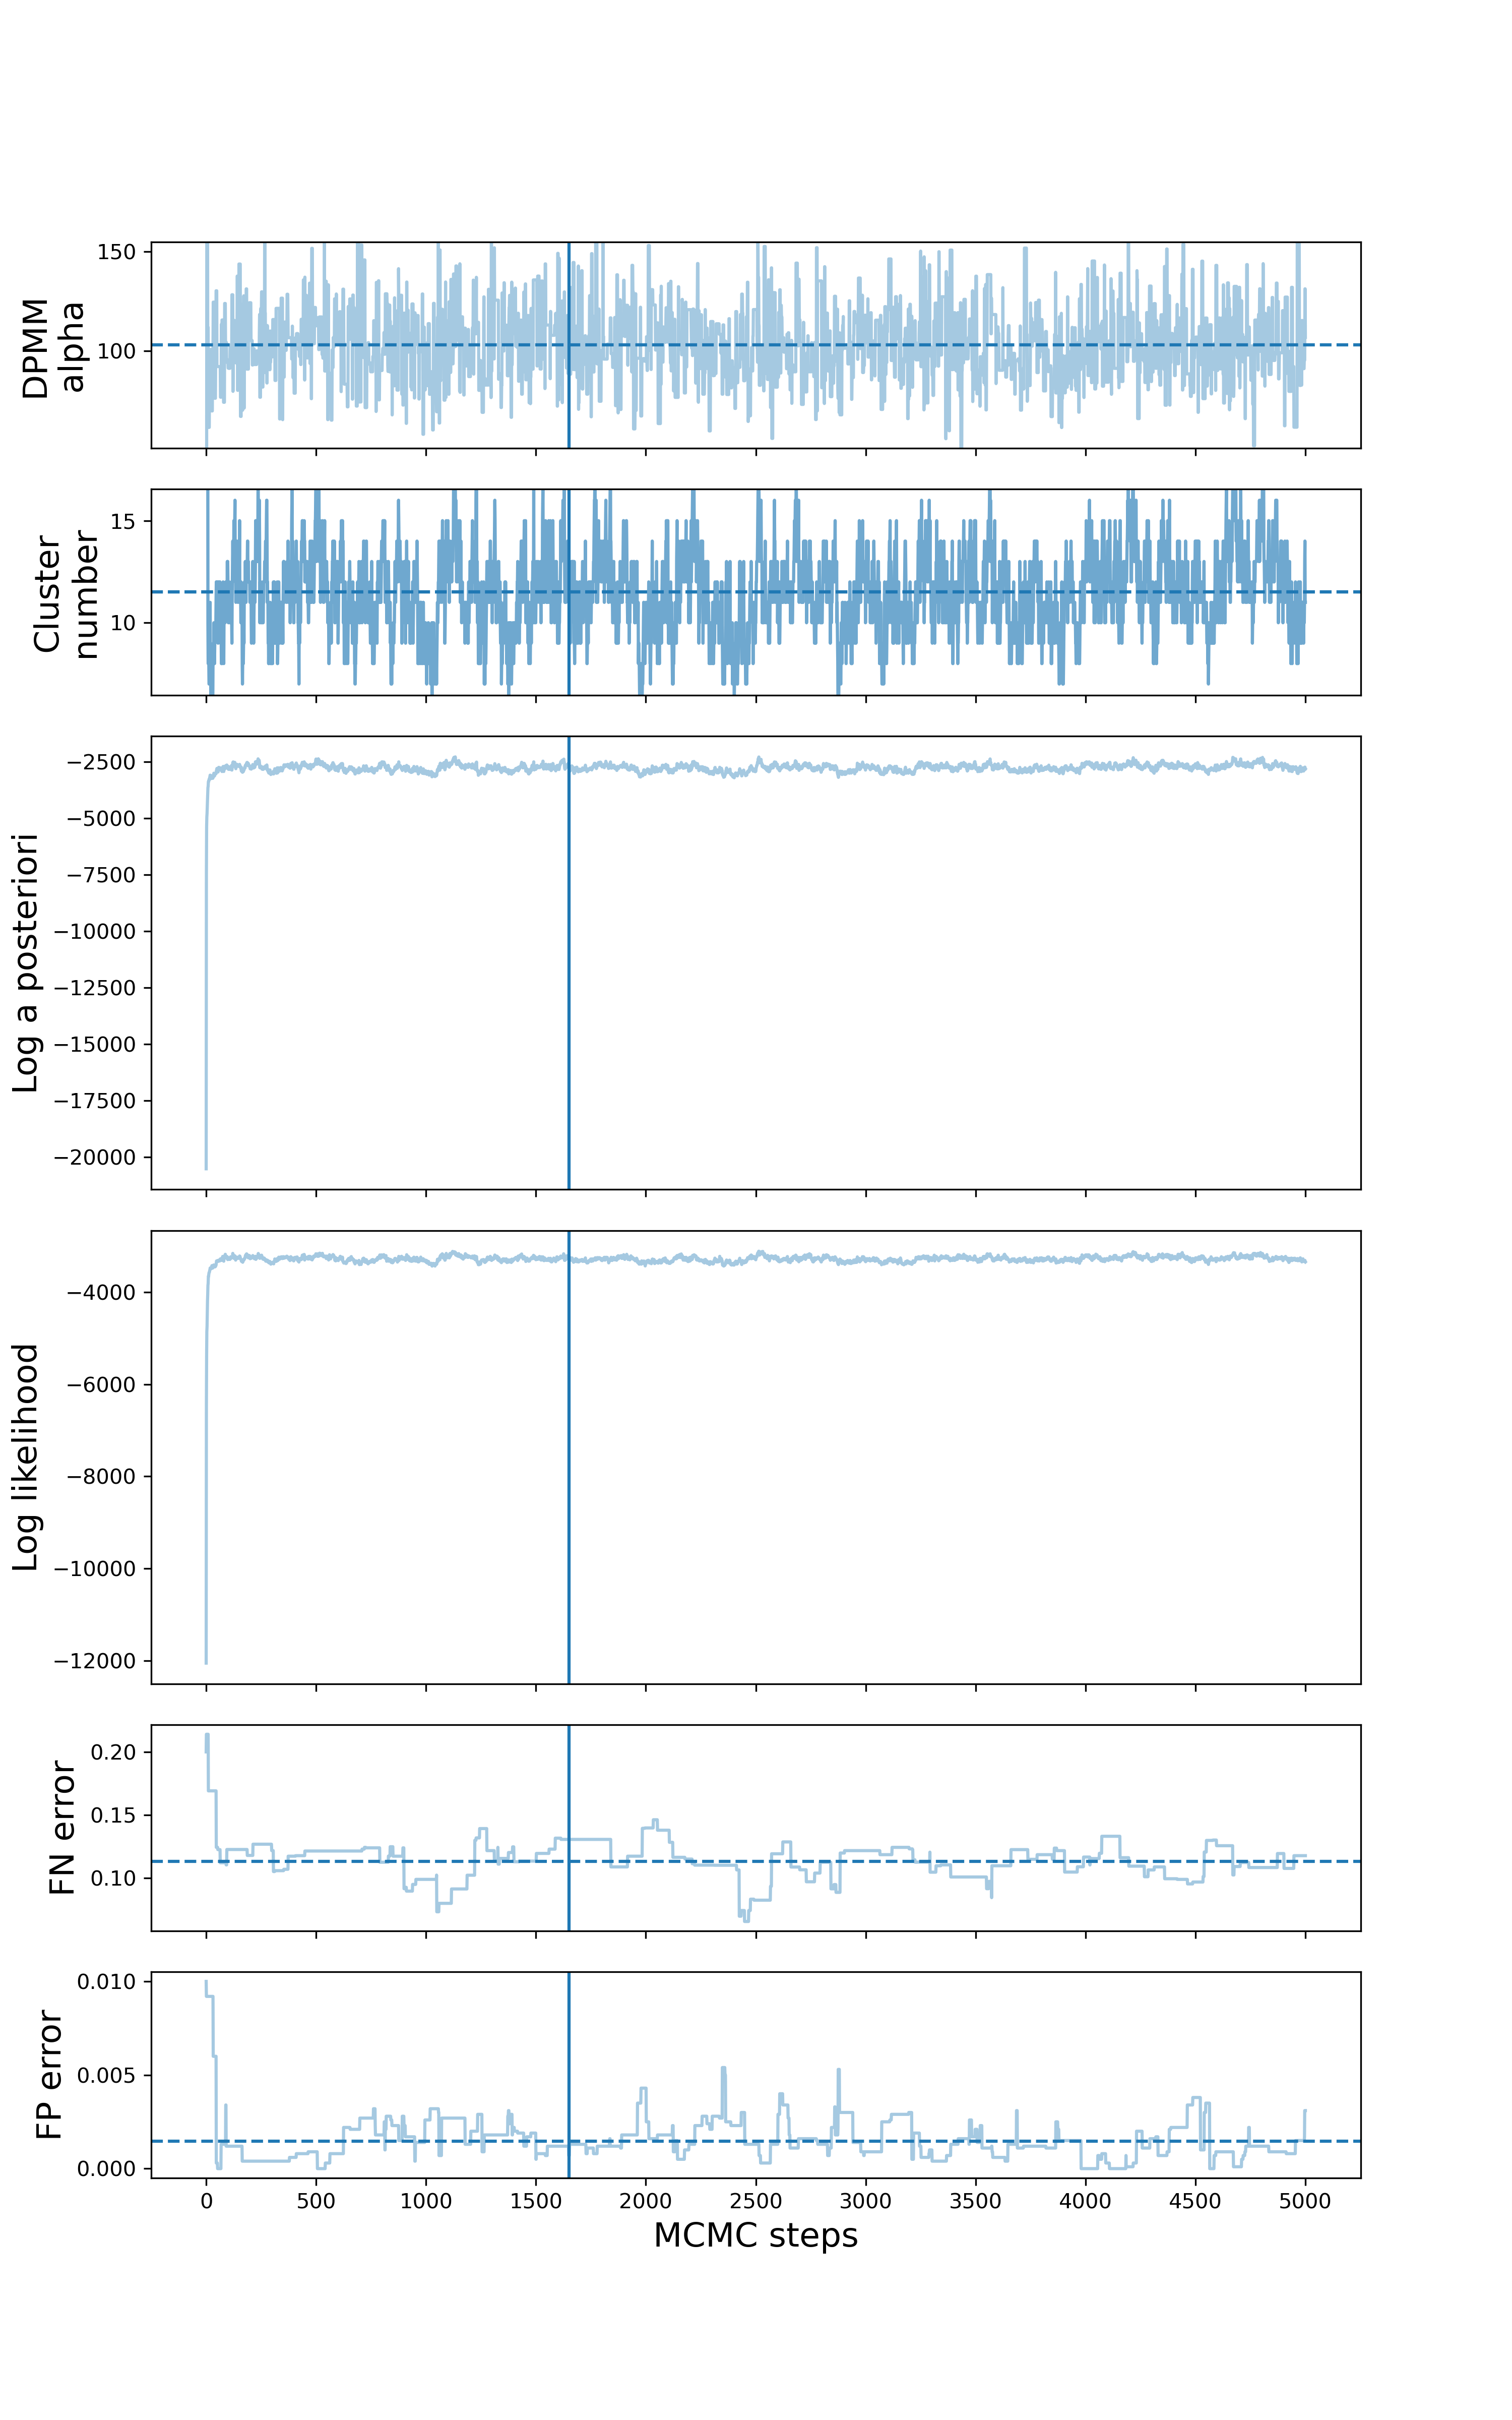 DPMM
alpha
150
100
Cluster
number
15
10
Log a posteriori
−2500
−5000
−7500
−10000
−12500
−15000
−17500
−20000
Log likelihood
−4000
−6000
−8000
−10000
−12000
FN error
0.20
0.15
0.10
FP error
0.010
0.005
0.000
0 500 1000 1500 2000 2500 3000 3500 4000 4500 5000
MCMC steps